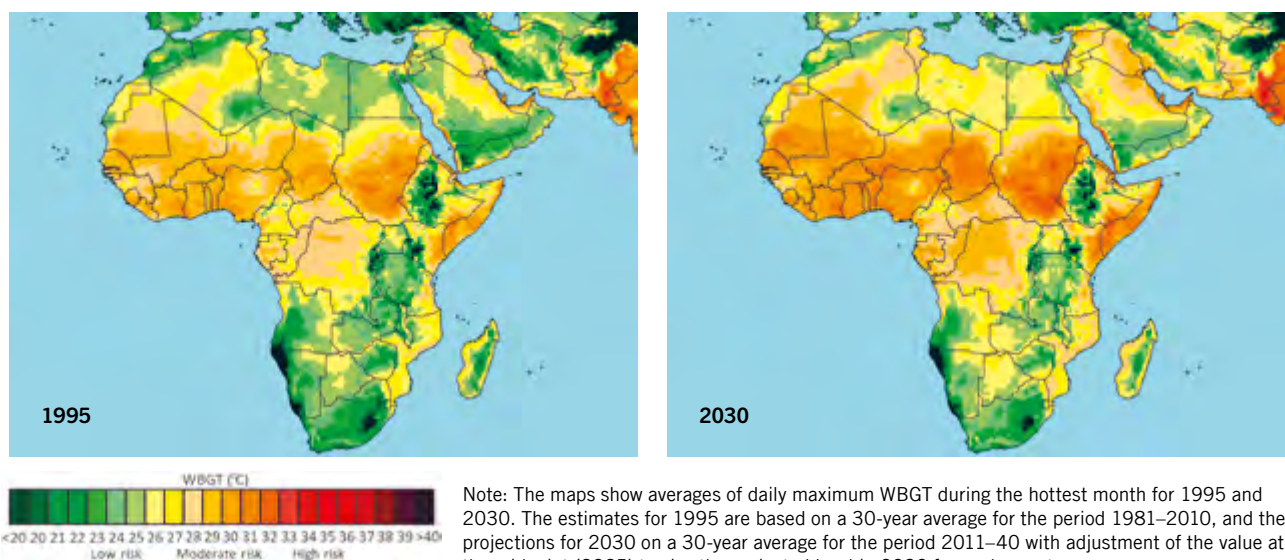 1995
2030
WBGT (°C)
<20 20 21 22 23 24 25 26 27 28 29 30 31 32 33 34 35 36 37 38 39 >40
Low risk Moderate risk High risk
Note: The maps show averages of daily maximum WBGT during the hottest month for 1995 and
2030. The estimates for 1995 are based on a 30-year average for the period 1981–2010, and the
projections for 2030 on a 30-year average for the period 2011–40 with adjustment of the value at